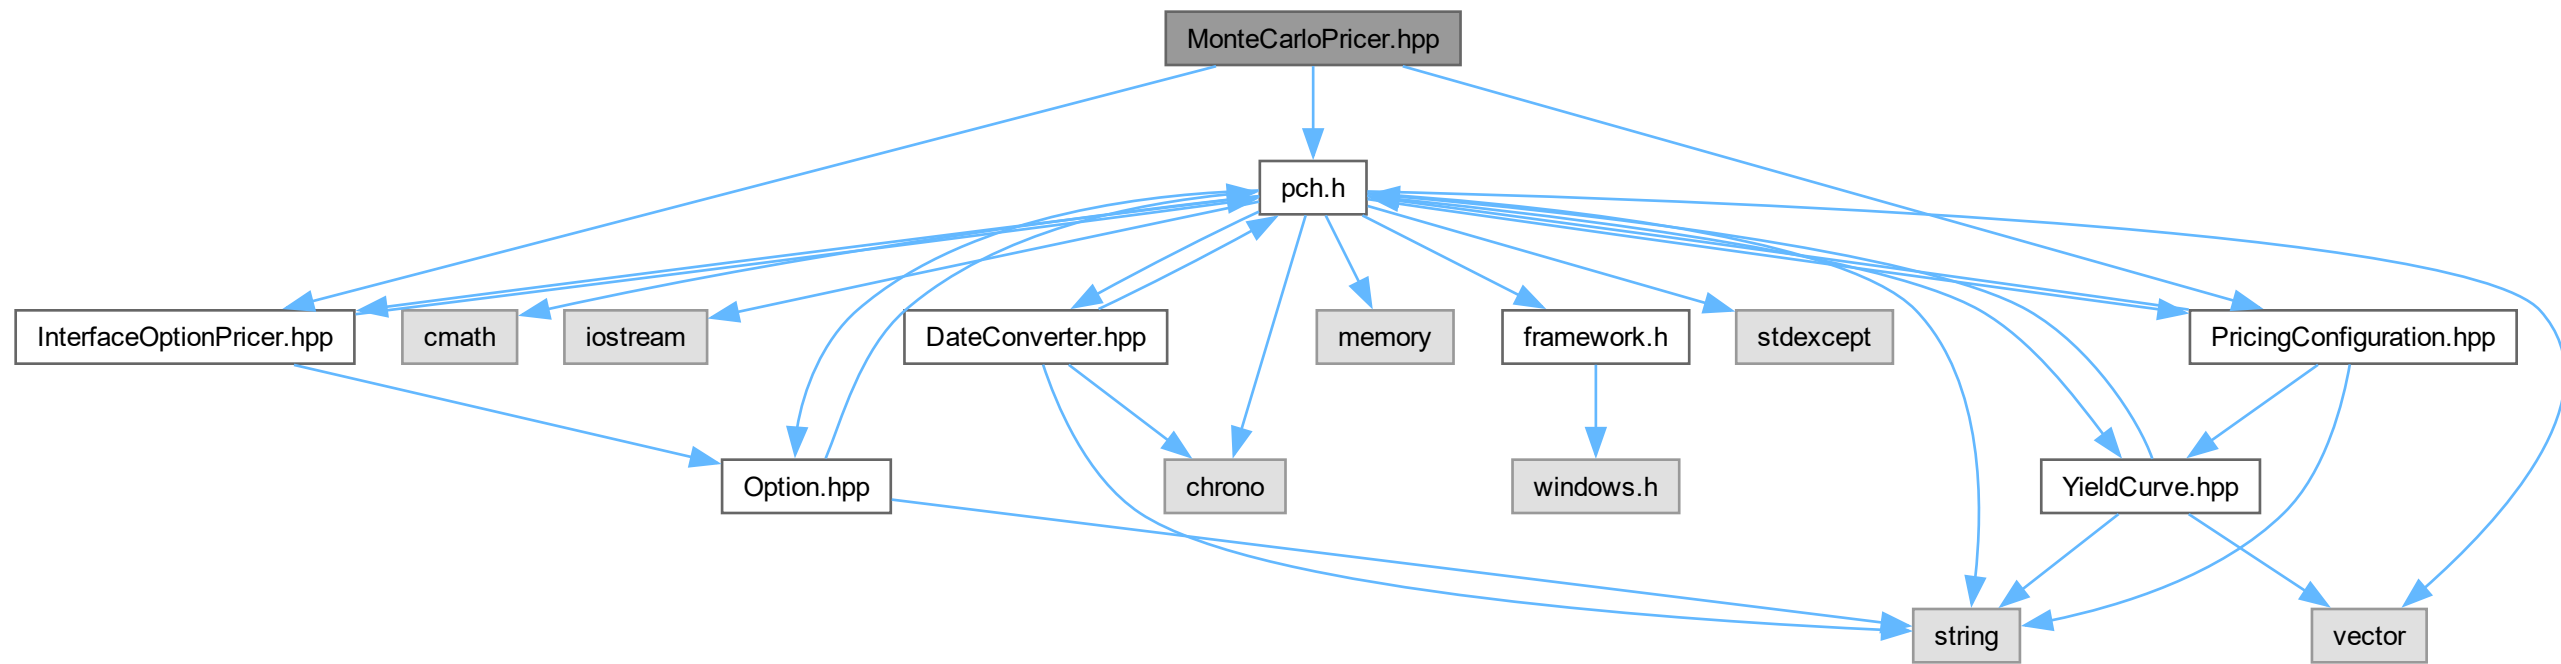 MonteCarloPricer.hpp
pch.h
InterfaceOptionPricer.hpp
cmath
iostream
DateConverter.hpp
memory
framework.h
stdexcept
PricingConfiguration.hpp
Option.hpp
chrono
windows.h
YieldCurve.hpp
string
vector